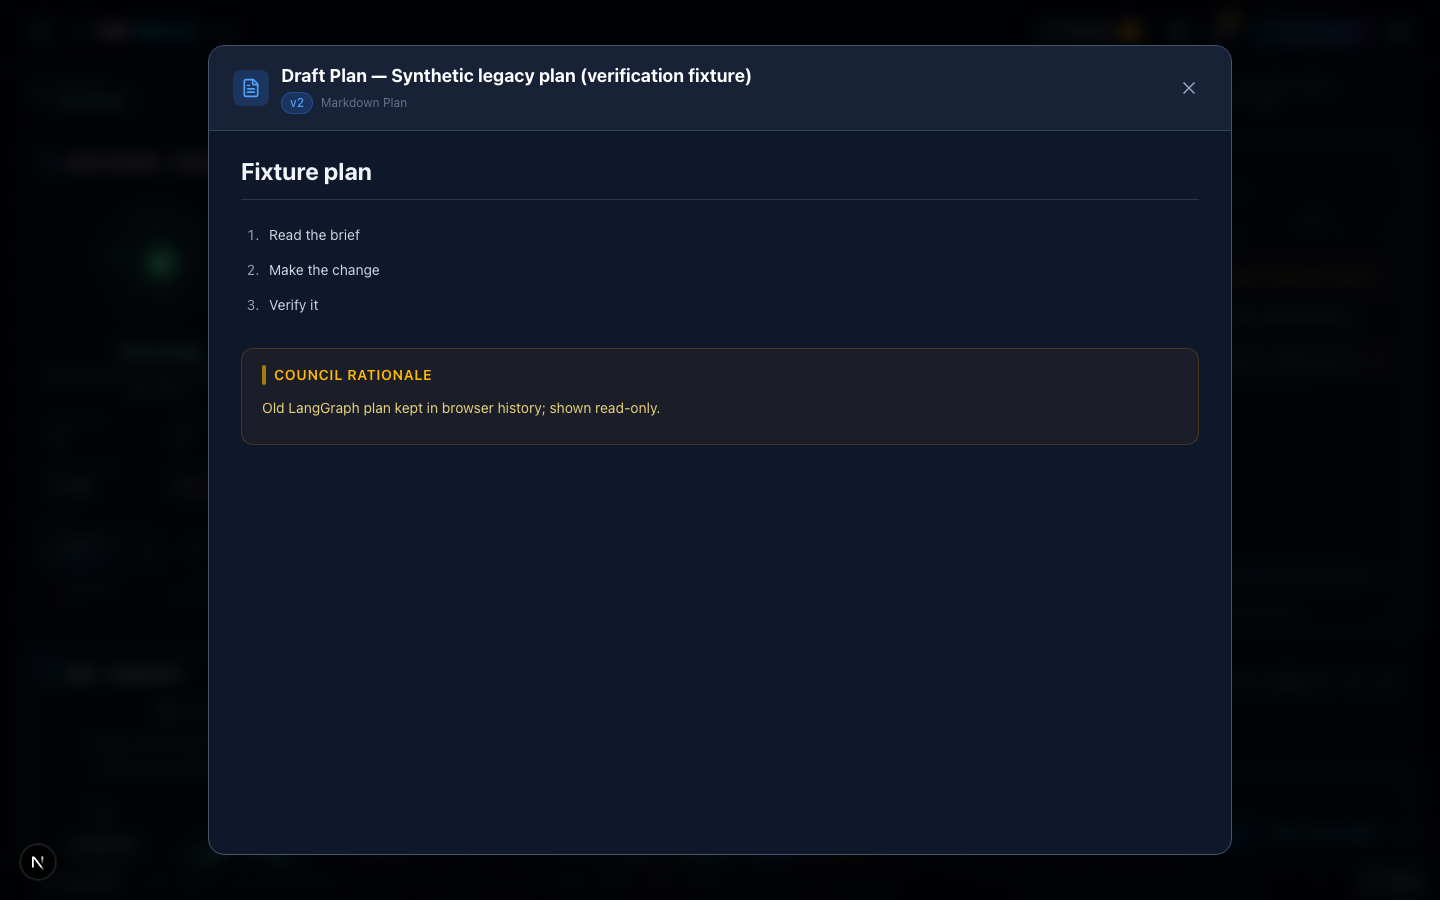 Draft Plan — Synthetic legacy plan (verification fixture)
v2 Markdown Plan
Fixture plan
1. Read the brief
2. Make the change
3. Verify it
COUNCIL RATIONALE
Old LangGraph plan kept in browser history; shown read-only.
N